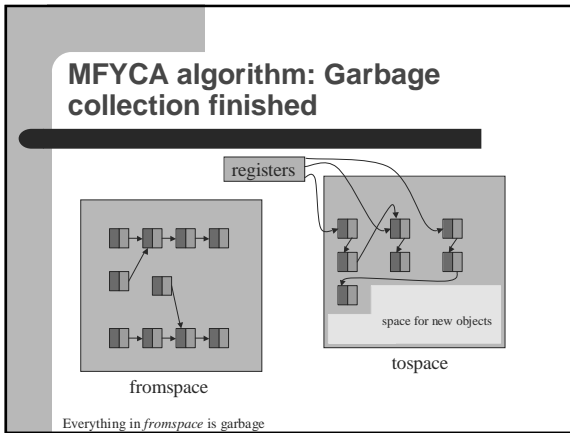 MFYCA algorithm: Garbage
collection finished
registers
space for new objects
fromspace
tospace
Everything in fromspace is garbage